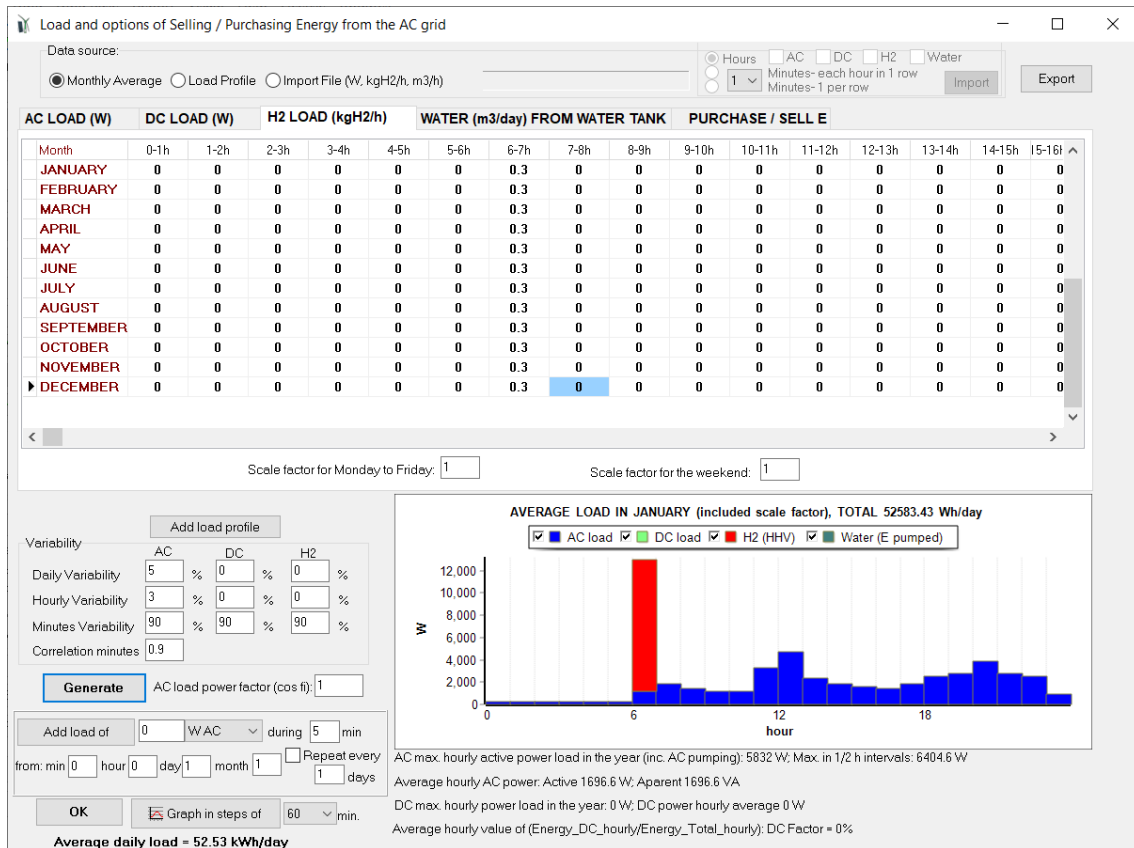 Load and options of Selling / Purchasing Energy from the AC grid
Data source:
Monthly Average Load Profile Import File (W, kgH2/h, m3/h)
Hours AC DC H2 Water
1 Minutes- each hour in 1 row
Minutes- 1 per row
Import
Export
AC LOAD (W) DC LOAD (W) H2 LOAD (kgH2/h) WATER (m3/day) FROM WATER TANK PURCHASE / SELL E
Month 0-1h 1-2h 2-3h 3-4h 4-5h 5-6h 6-7h 7-8h 8-9h 9-10h 10-11h 11-12h 12-13h 13-14h 14-15h 15-16h
JANUARY 0 0 0 0 0 0 0.3 0 0 0 0 0 0 0 0 0
FEBRUARY 0 0 0 0 0 0 0.3 0 0 0 0 0 0 0 0 0
MARCH 0 0 0 0 0 0 0.3 0 0 0 0 0 0 0 0 0
APRIL 0 0 0 0 0 0 0.3 0 0 0 0 0 0 0 0 0
MAY 0 0 0 0 0 0 0.3 0 0 0 0 0 0 0 0 0
JUNE 0 0 0 0 0 0 0.3 0 0 0 0 0 0 0 0 0
JULY 0 0 0 0 0 0 0.3 0 0 0 0 0 0 0 0 0
AUGUST 0 0 0 0 0 0 0.3 0 0 0 0 0 0 0 0 0
SEPTEMBER 0 0 0 0 0 0 0.3 0 0 0 0 0 0 0 0 0
OCTOBER 0 0 0 0 0 0 0.3 0 0 0 0 0 0 0 0 0
NOVEMBER 0 0 0 0 0 0 0.3 0 0 0 0 0 0 0 0 0
DECEMBER 0 0 0 0 0 0 0.3 0 0 0 0 0 0 0 0 0
Scale factor for Monday to Friday: 1 Scale factor for the weekend: 1
Add load profile
Variability
AC DC H2
Daily Variability 5 % 0 % 0 %
Hourly Variability 3 % 0 % 0 %
Minutes Variability 90 % 90 % 90 %
Correlation minutes 0.9
Generate AC load power factor (cos fi): 1
Add load of 0 W AC during 5 min
from: min 0 hour 0 day 1 month 1 Repeat every
1 days
OK Graph in steps of 60 min.
Average daily load = 52.53 kWh/day
AVERAGE LOAD IN JANUARY (included scale factor), TOTAL 52583.43 Wh/day
AC load DC load H2 (HHV) Water (E pumped)
12,000
10,000
8,000
6,000
4,000
2,000
0
W
0 6 12 18
hour
AC max. hourly active power load in the year (inc. AC pumping): 5832 W; Max. in 1/2 h intervals: 6404.6 W
Average hourly AC power: Active 1696.6 W; Aparent 1696.6 VA
DC max. hourly power load in the year: 0 W; DC power hourly average 0 W
Average hourly value of (Energy_DC_hourly/Energy_Total_hourly): DC Factor = 0%